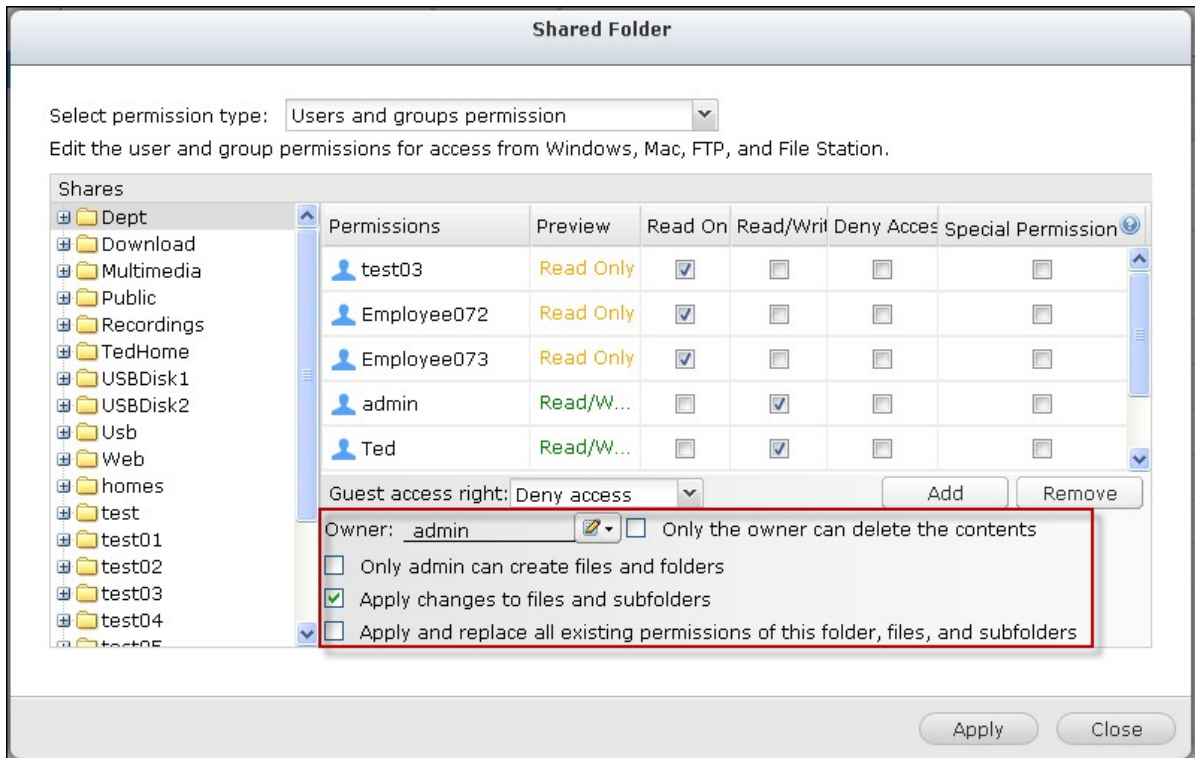 Shared Folder
Select permission type: Users and groups permission
Edit the user and group permissions for access from Windows, Mac, FTP, and File Station.
Shares
Dept
Download
Multimedia
Public
Recordings
TedHome
USBDisk1
USBDisk2
Usb
Web
homes
test
test01
test02
test03
test04
Permissions Preview Read On Read/Writ Deny Acces Special Permission
test03 Read Only
Employee072 Read Only
Employee073 Read Only
admin Read/W...
Ted Read/W...
Guest access right: Deny access Add Remove
Owner: admin Only the owner can delete the contents
Only admin can create files and folders
Apply changes to files and subfolders
Apply and replace all existing permissions of this folder, files, and subfolders
Apply Close